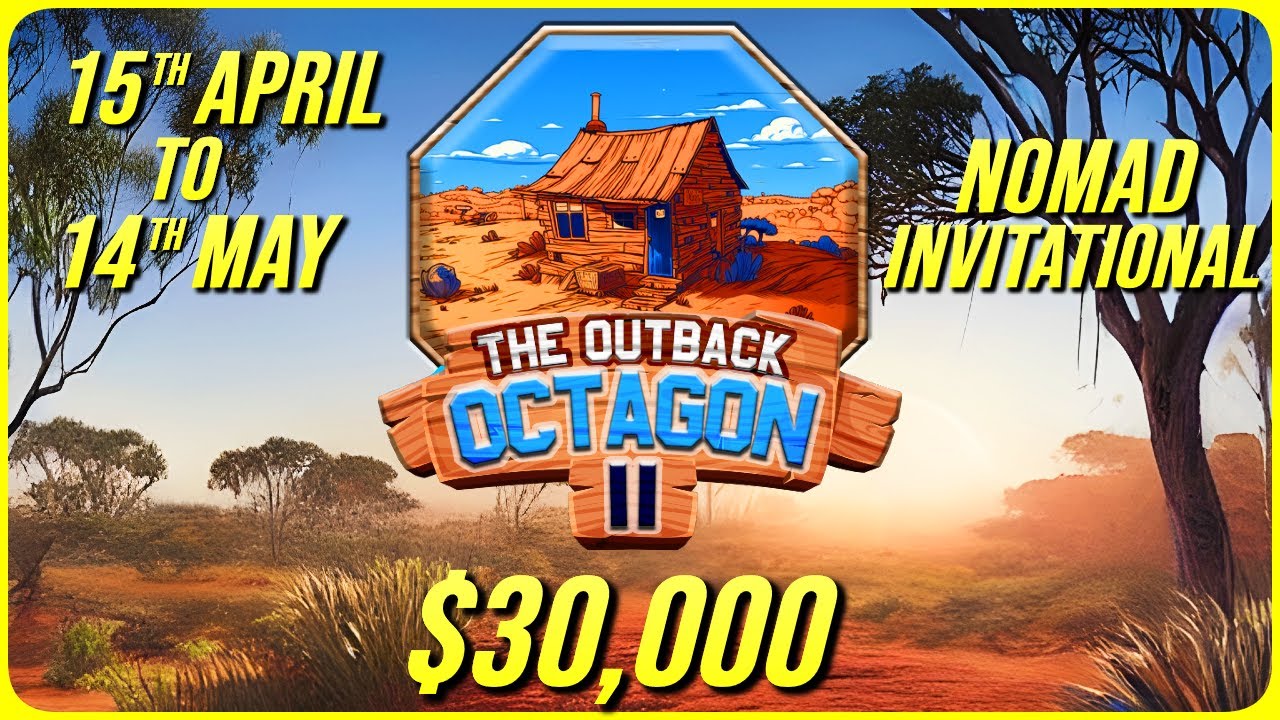 15TH APRIL
TO
14TH MAY
NOMAD
INVITATIONAL
THE OUTBACK
OCTAGON
II
$30,000